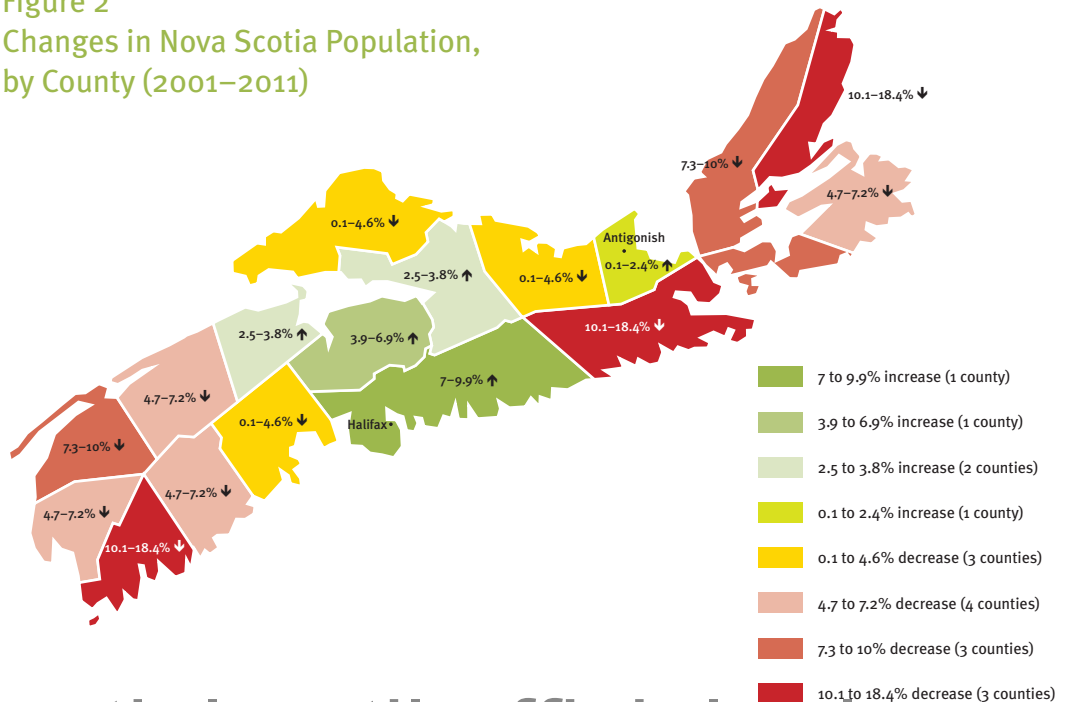 Figure 2
Changes in Nova Scotia Population,
by County (2001–2011)
10.1–18.4% ↓
7.3–10% ↓
4.7–7.2% ↓
0.1–4.6% ↓
Antigonish
0.1–2.4% ↑
2.5–3.8% ↑
0.1–4.6% ↓
10.1–18.4% ↓
2.5–3.8% ↑
3.9–6.9% ↑
7–9.9% ↑
4.7–7.2% ↓
0.1–4.6% ↓
Halifax
7.3–10% ↓
4.7–7.2% ↓
4.7–7.2% ↓
10.1–18.4% ↓
7 to 9.9% increase (1 county)
3.9 to 6.9% increase (1 county)
2.5 to 3.8% increase (2 counties)
0.1 to 2.4% increase (1 county)
0.1 to 4.6% decrease (3 counties)
4.7 to 7.2% decrease (4 counties)
7.3 to 10% decrease (3 counties)
10.1 to 18.4% decrease (3 counties)